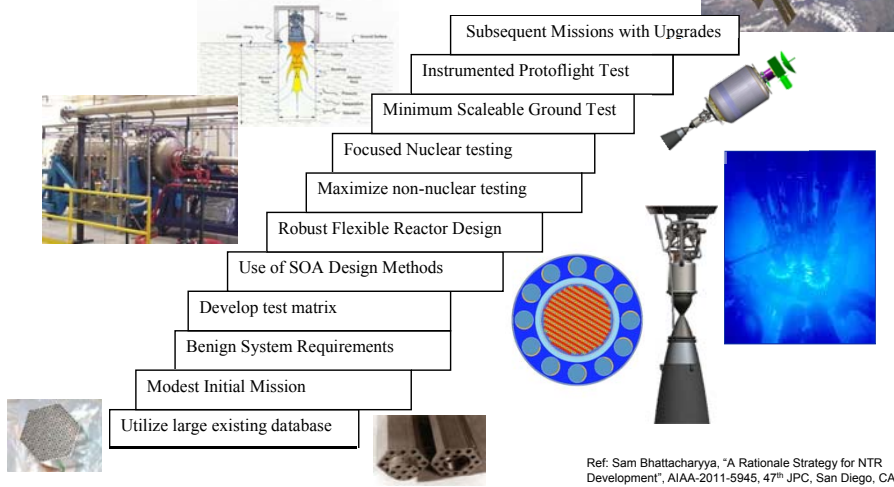 Subsequent Missions with Upgrades
Instrumented Protoflight Test
Minimum Scaleable Ground Test
Focused Nuclear testing
Maximize non-nuclear testing
Robust Flexible Reactor Design
Use of SOA Design Methods
Develop test matrix
Benign System Requirements
Modest Initial Mission
Utilize large existing database
Ref: Sam Bhattacharyya, “A Rationale Strategy for NTR
Development”, AIAA-2011-5945, 47th JPC, San Diego, CA